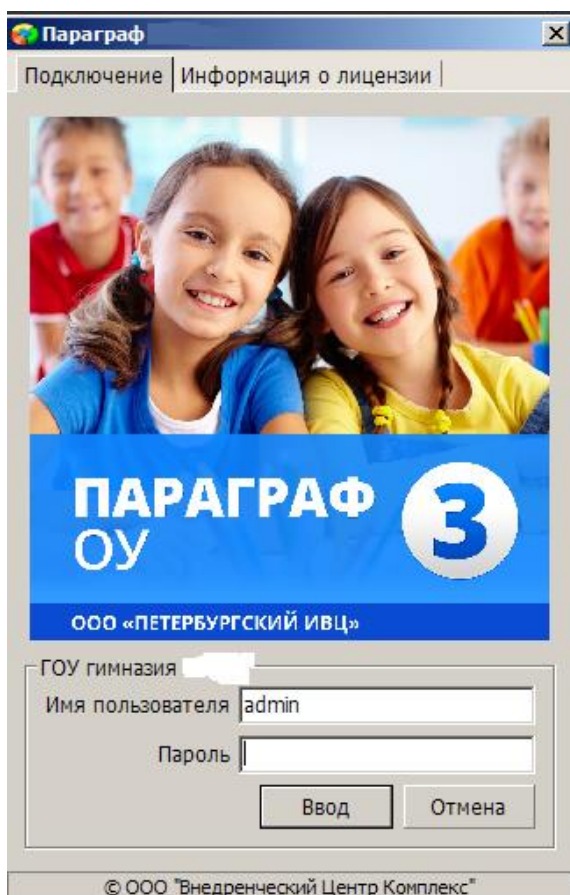 Параграф
Подключение Информация о лицензии
ПАРАГРАФ
ОУ
3
ООО «ПЕТЕРБУРГСКИЙ ИВЦ»
ГОУ гимназия
Имя пользователя admin
Пароль
Ввод Отмена
© ООО "Внедренческий Центр Комплекс"